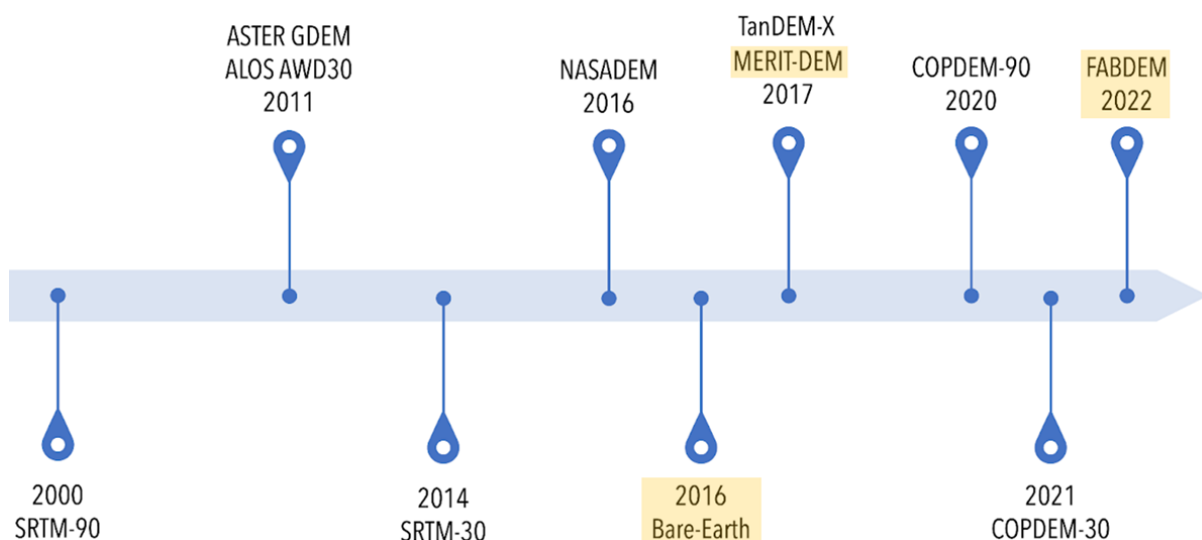 ASTER GDEM
ALOS AWD30
2011
NASADEM
2016
TanDEM-X
MERIT-DEM
2017
COPDEM-90
2020
FABDEM
2022
2000
SRTM-90
2014
SRTM-30
2016
Bare-Earth
2021
COPDEM-30